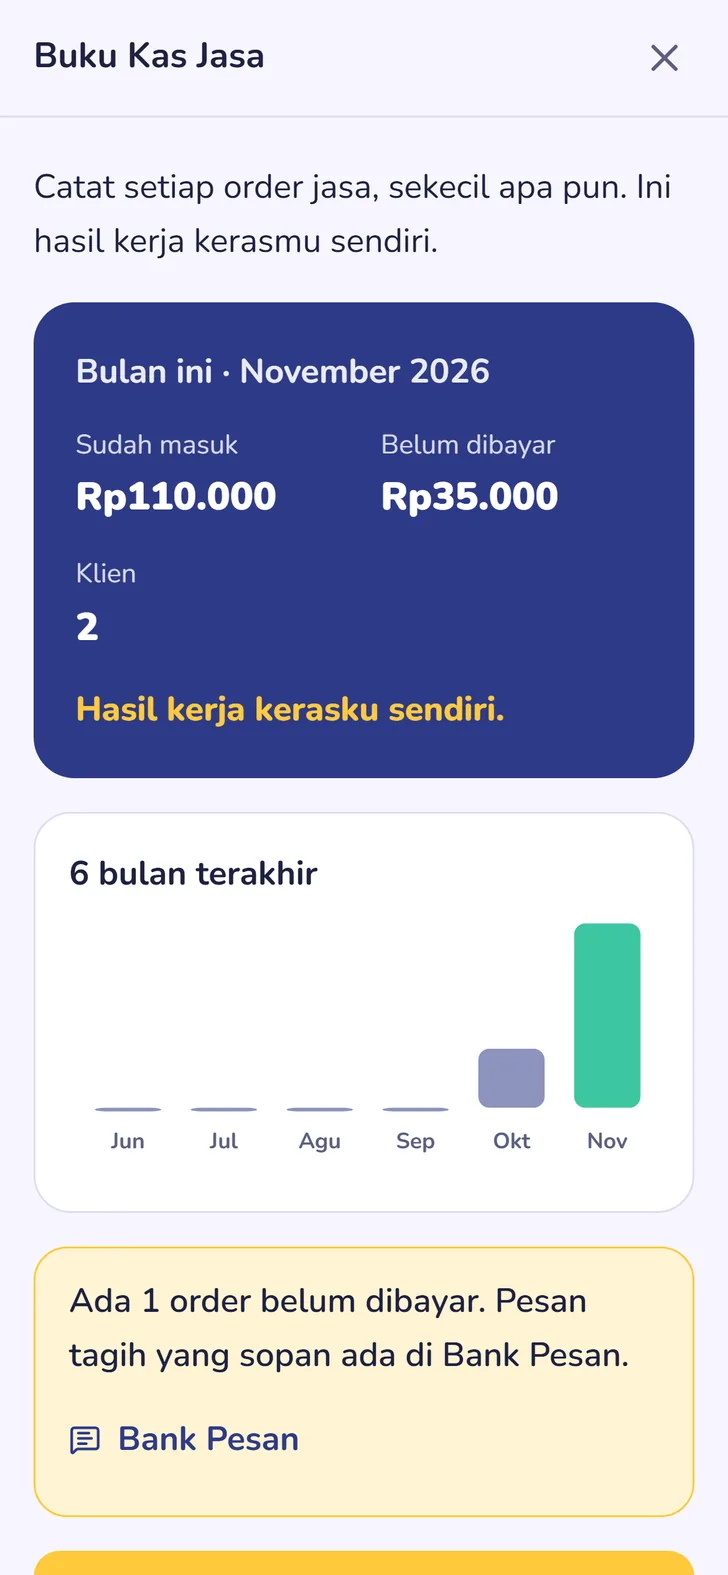 Buku Kas Jasa
Catat setiap order jasa, sekecil apa pun. Ini
hasil kerja kerasmu sendiri.
Bulan ini · November 2026
Sudah masuk
Belum dibayar
Rp110.000
Rp35.000
Klien
2
Hasil kerja kerasku sendiri.
6 bulan terakhir
Jun Jul Agu Sep Okt Nov
Ada 1 order belum dibayar. Pesan
tagih yang sopan ada di Bank Pesan.
Bank Pesan